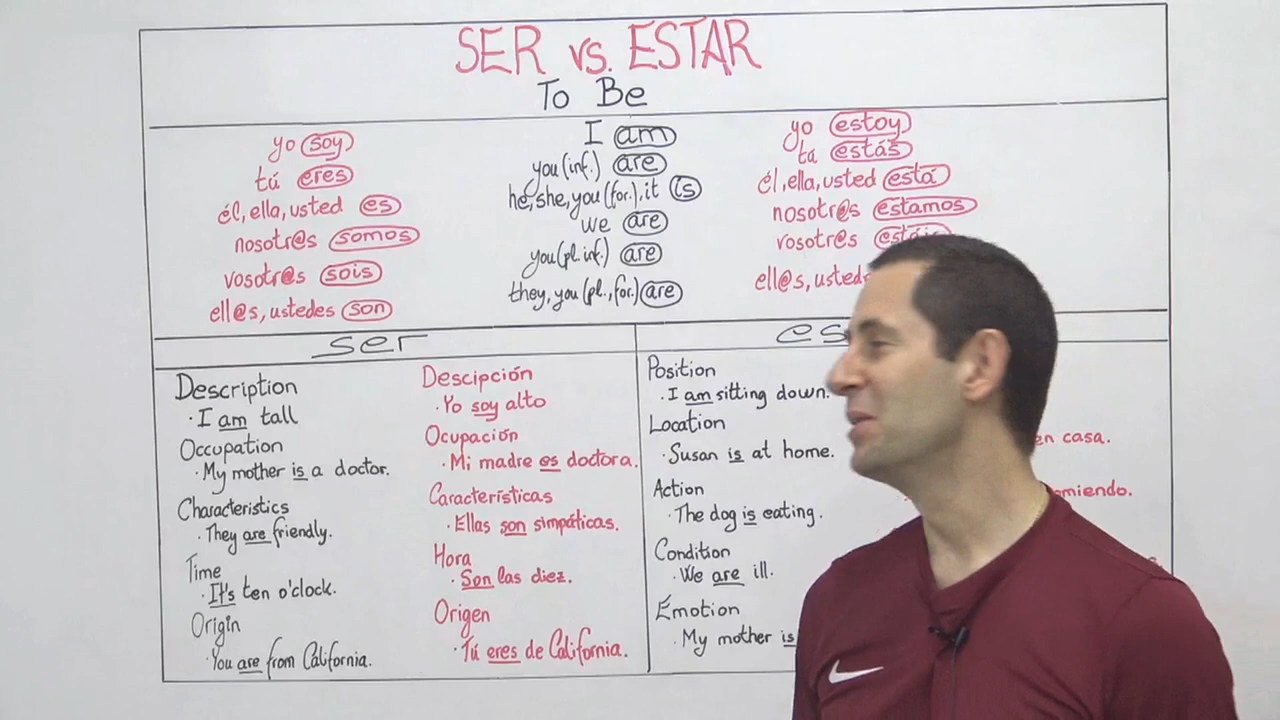 SER vs. ESTAR
To Be
yo soy
tú eres
él, ella, usted es
nosotr@s somos
vosotr@s sois
ell@s, ustedes son
I am
you (inf.) are
he, she, you (for.), it is
we are
you (pl. inf.) are
they, you (pl., for.) are
yo estoy
tú estás
él, ella, usted está
nosotr@s estamos
vosotr@s
ell@s,
ser
Description
· I am tall
Occupation
· My mother is a doctor.
Characteristics
· They are friendly.
Time
· It's ten o'clock.
Origin
· You are from California.
Descipción
· Yo soy alto
Ocupación
· Mi madre es doctora.
Características
· Ellas son simpáticas.
Hora
· Son las diez.
Origen
· Tú eres de California.
Position
· I am sitting down.
Location
· Susan is at home.
Action
· The dog is eating.
Condition
· We are ill.
Emotion
· My mother is
en casa.